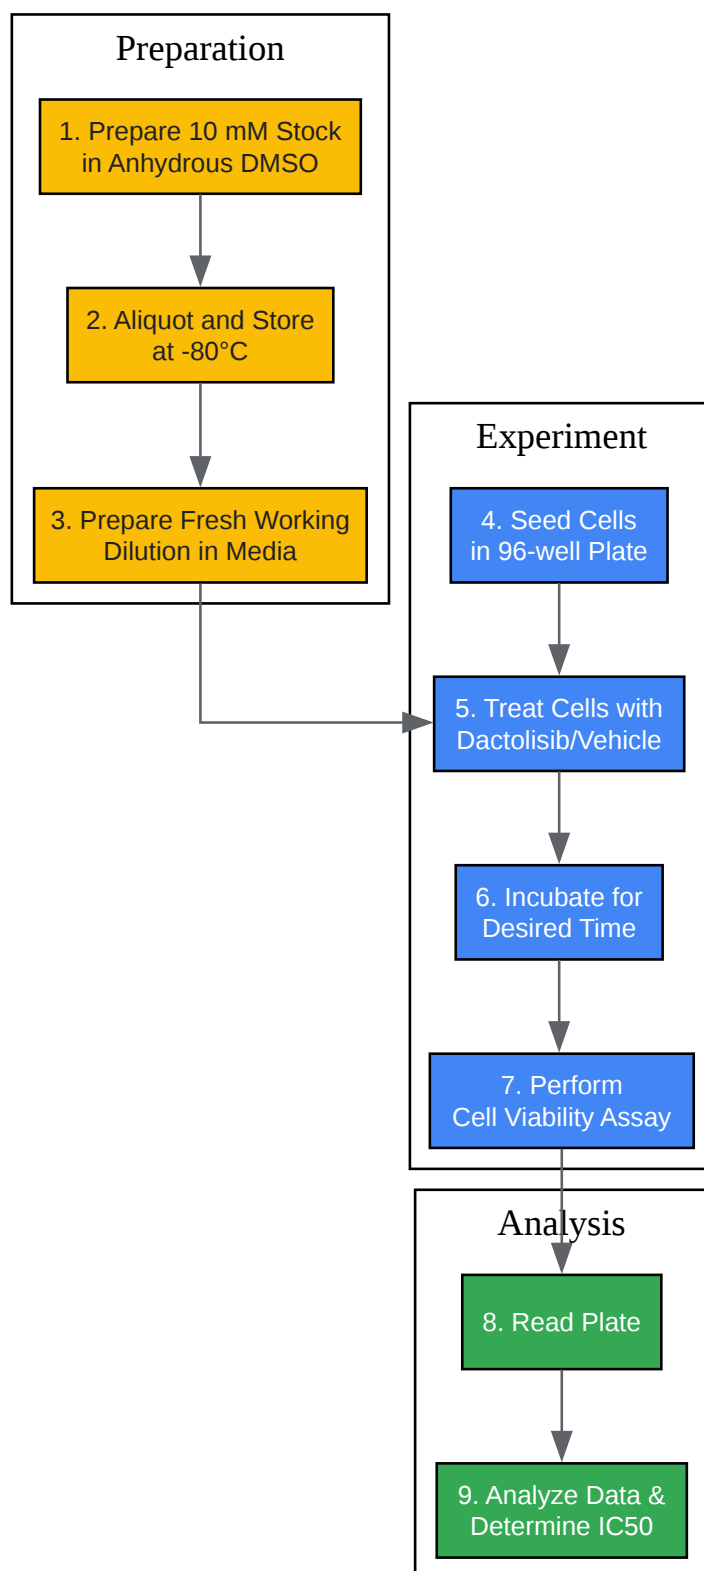 Preparation
1. Prepare 10 mM Stock
in Anhydrous DMSO
2. Aliquot and Store
at -80°C
3. Prepare Fresh Working
Dilution in Media
Experiment
4. Seed Cells
in 96-well Plate
5. Treat Cells with
Dactolisib/Vehicle
6. Incubate for
Desired Time
7. Perform
Cell Viability Assay
Analysis
8. Read Plate
9. Analyze Data &
Determine IC50